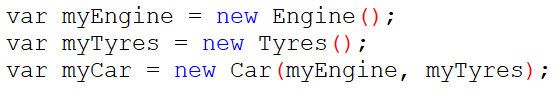 var myEngine = new Engine();
var myTyres = new Tyres();
var myCar = new Car(myEngine, myTyres);